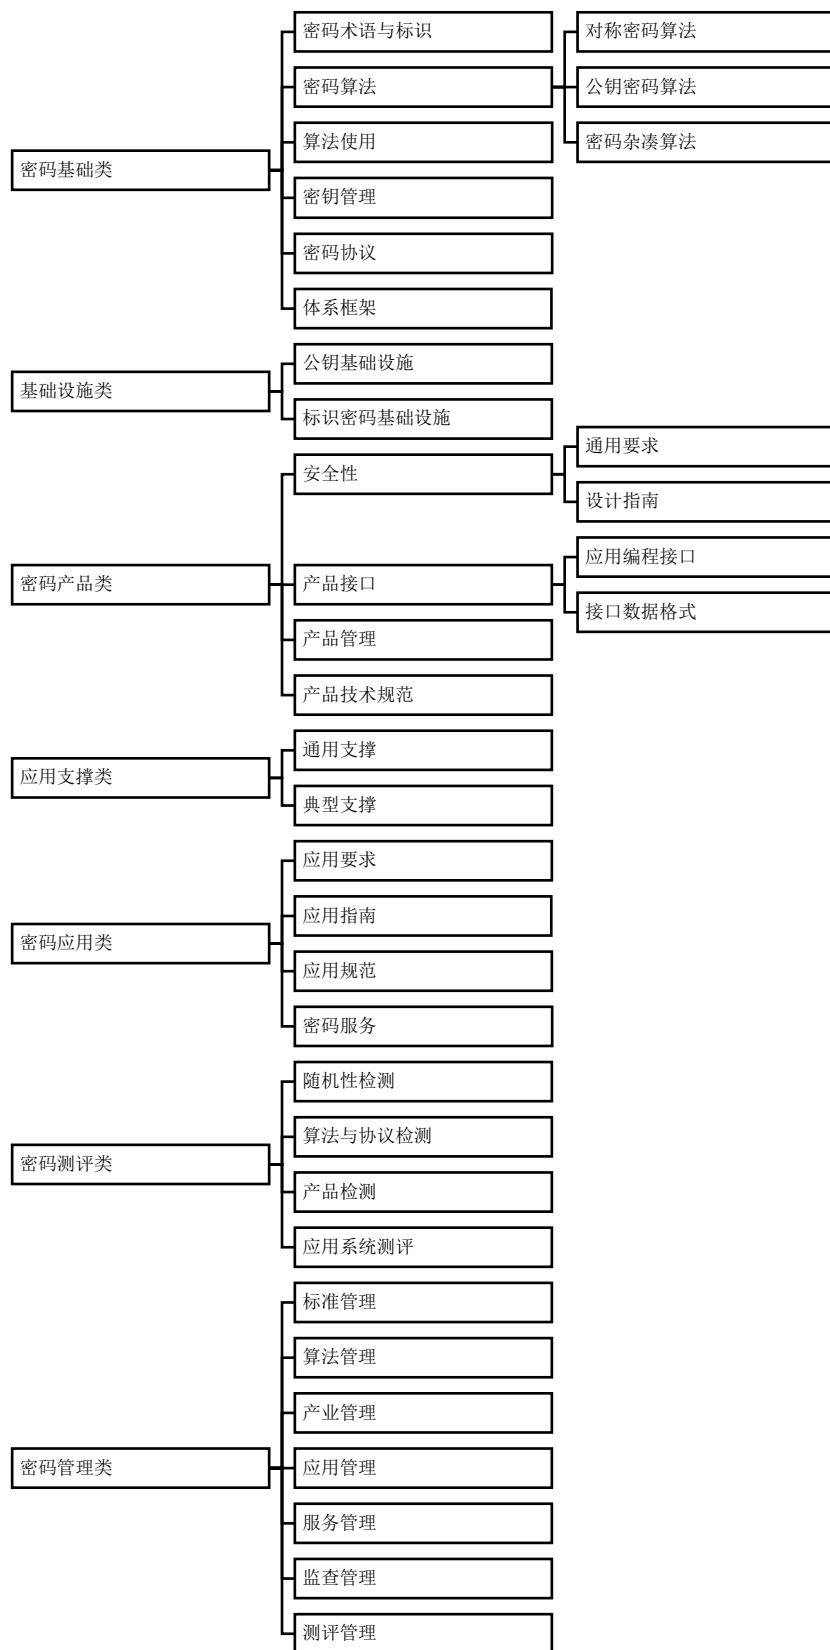 密码基础类
密码术语与标识
密码算法
对称密码算法
公钥密码算法
密码杂凑算法
算法使用
密钥管理
密码协议
体系框架
基础设施类
公钥基础设施
标识密码基础设施
密码产品类
安全性
通用要求
设计指南
产品接口
应用编程接口
接口数据格式
产品管理
产品技术规范
应用支撑类
通用支撑
典型支撑
密码应用类
应用要求
应用指南
应用规范
密码服务
密码测评类
随机性检测
算法与协议检测
产品检测
应用系统测评
密码管理类
标准管理
算法管理
产业管理
应用管理
服务管理
监查管理
测评管理